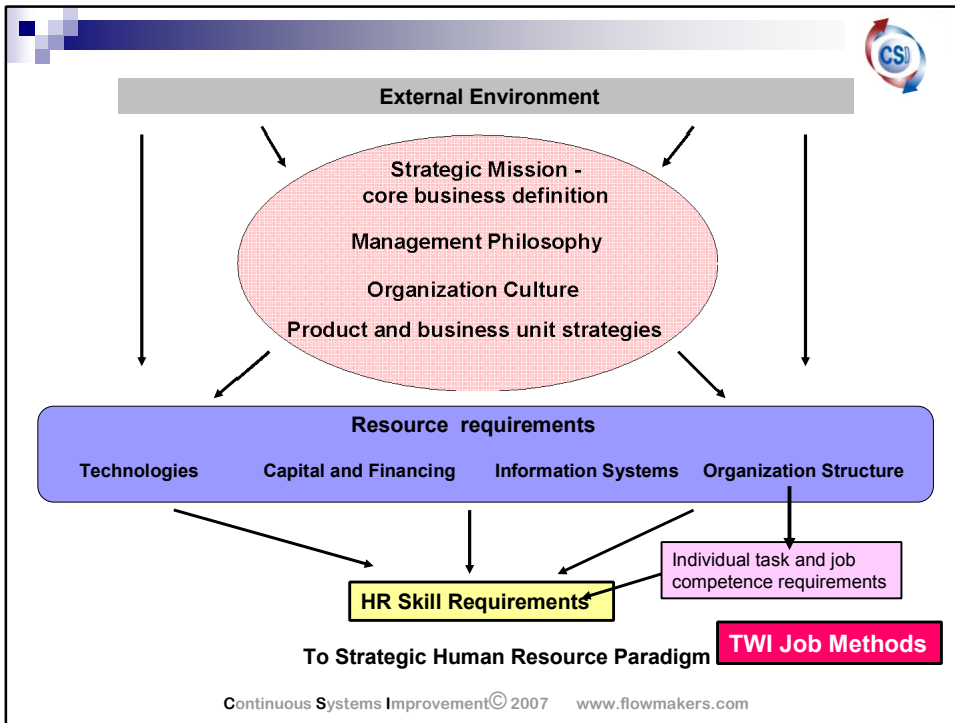 CSI
External Environment
Strategic Mission -
core business definition
Management Philosophy
Organization Culture
Product and business unit strategies
Resource requirements
Technologies Capital and Financing Information Systems Organization Structure
Individual task and job
competence requirements
HR Skill Requirements
TWI Job Methods
To Strategic Human Resource Paradigm
Continuous Systems Improvement© 2007 www.flowmakers.com